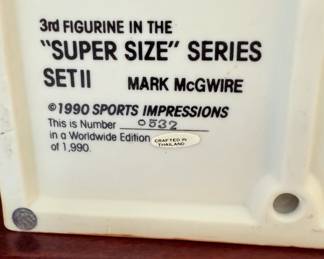 3rd FIGURINE IN THE
"SUPER SIZE" SERIES
SET II MARK McGWIRE
©1990 SPORTS IMPRESSIONS
This is Number 0532
in a Worldwide Edition
of 1,990.
CRAFTED IN
THAILAND